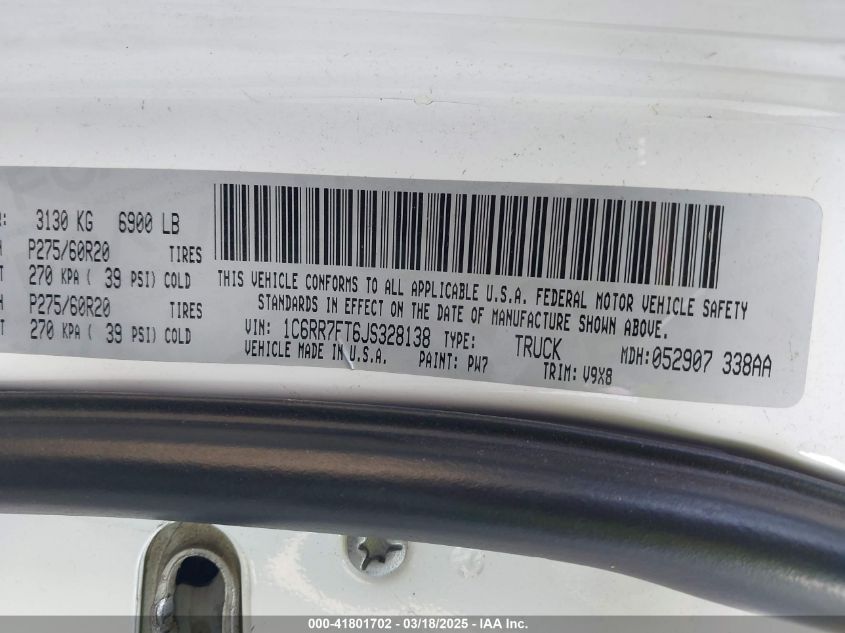 3130 KG 6900 LB
P275/60R20 TIRES
270 KPA ( 39 PSI) COLD
P275/60R20 TIRES
270 KPA ( 39 PSI) COLD
THIS VEHICLE CONFORMS TO ALL APPLICABLE U.S.A. FEDERAL MOTOR VEHICLE SAFETY
STANDARDS IN EFFECT ON THE DATE OF MANUFACTURE SHOWN ABOVE.
VIN: 1C6RR7FT6JS328138 TYPE: TRUCK MDH:052907 338AA
VEHICLE MADE IN U.S.A. PAINT: PW7 TRIM: V9X8
000-41801702 - 03/18/2025 - IAA Inc.